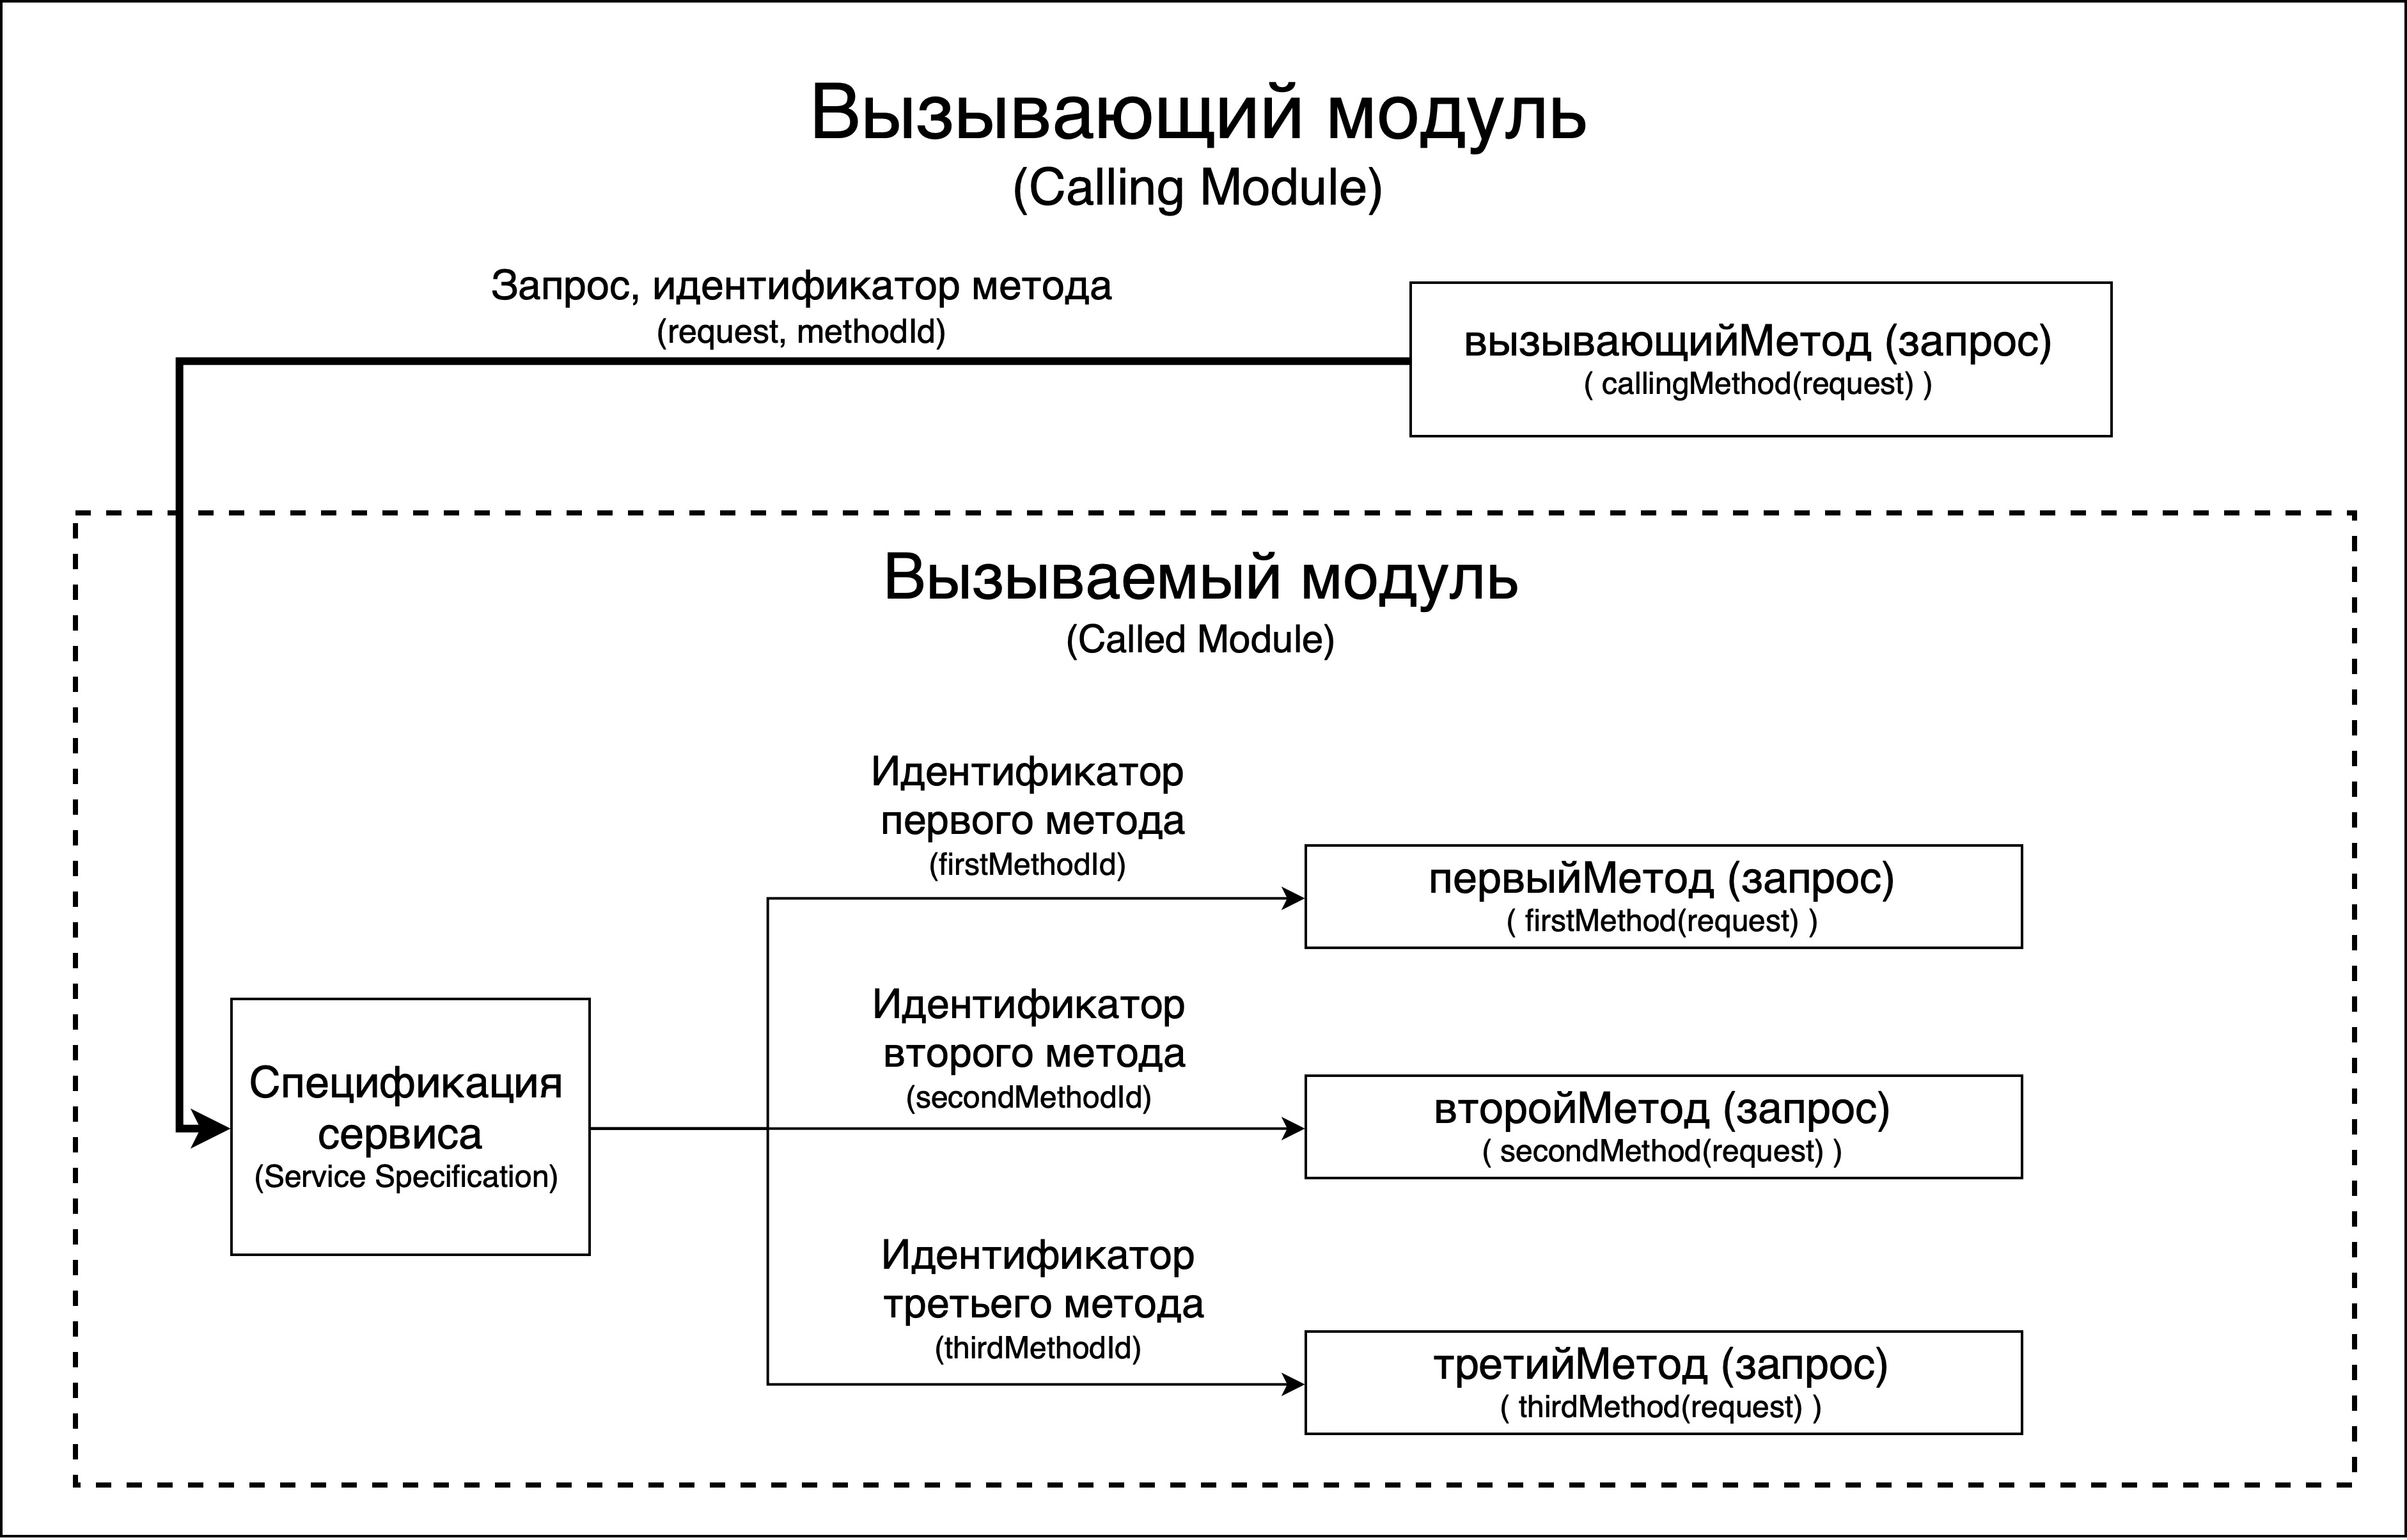 Вызывающий модуль
(Calling Module)
Запрос, идентификатор метода
(request, methodId)
вызывающийМетод (запрос)
( callingMethod(request) )
Вызываемый модуль
(Called Module)
Идентификатор
первого метода
(firstMethodId)
первыйМетод (запрос)
( firstMethod(request) )
Идентификатор
второго метода
(secondMethodId)
второйМетод (запрос)
( secondMethod(request) )
Спецификация
сервиса
(Service Specification)
Идентификатор
третьего метода
(thirdMethodId)
третийМетод (запрос)
( thirdMethod(request) )